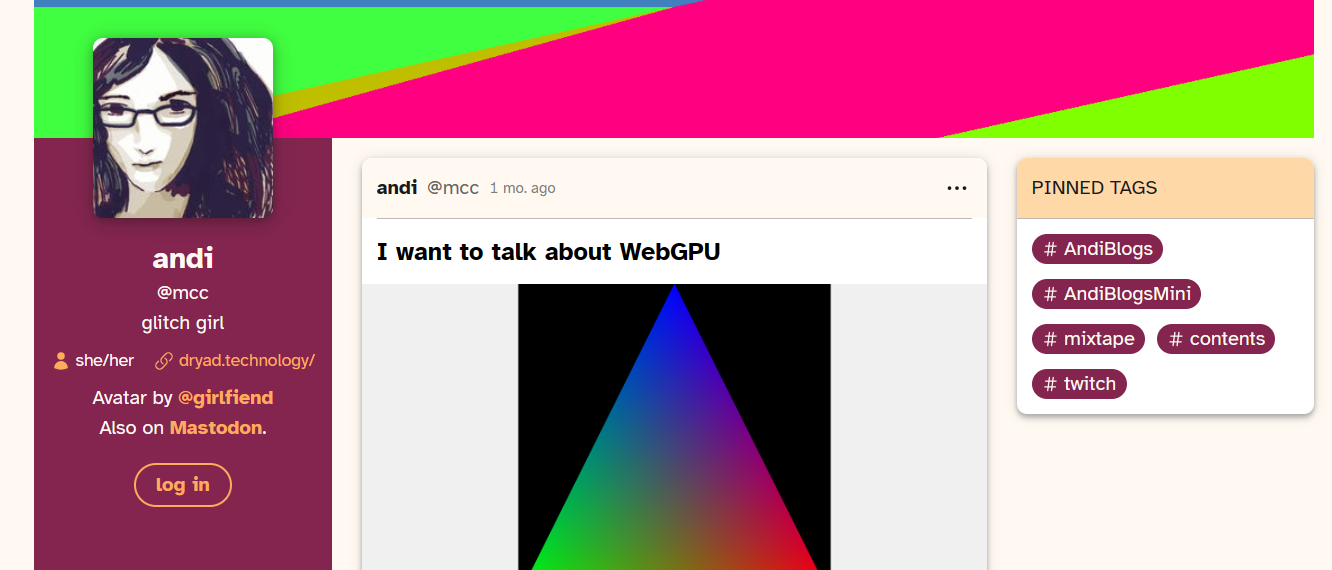 andi
@mcc
glitch girl
she/her dryad.technology/
Avatar by @girlfiend
Also on Mastodon.
log in
andi @mcc 1 mo. ago
I want to talk about WebGPU
PINNED TAGS
# AndiBlogs
# AndiBlogsMini
# mixtape # contents
# twitch